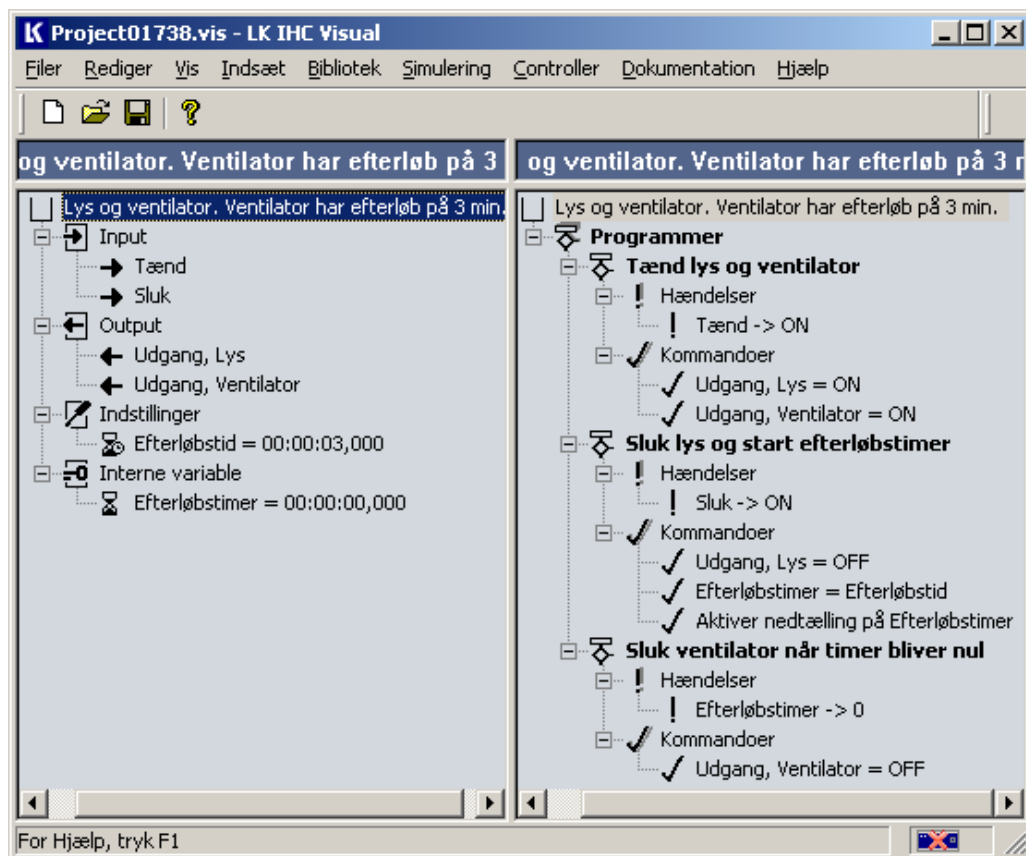 Project01738.vis - LK IHC Visual
Filer Rediger Vis Indsæt Bibliotek Simulering Controller Dokumentation Hjælp
og ventilator. Ventilator har efterløb på 3
Lys og ventilator. Ventilator har efterløb på 3 min.
Input
Tænd
Sluk
Output
Udgang, Lys
Udgang, Ventilator
Indstillinger
Efterløbstid = 00:00:03,000
Interne variable
Efterløbstimer = 00:00:00,000
og ventilator. Ventilator har efterløb på 3 
Lys og ventilator. Ventilator har efterløb på 3 min.
Programmer
Tænd lys og ventilator
Hændelser
Tænd -> ON
Kommandoer
Udgang, Lys = ON
Udgang, Ventilator = ON
Sluk lys og start efterløbstimer
Hændelser
Sluk -> ON
Kommandoer
Udgang, Lys = OFF
Efterløbstimer = Efterløbstid
Aktiver nedtælling på Efterløbstimer
Sluk ventilator når timer bliver nul
Hændelser
Efterløbstimer -> 0
Kommandoer
Udgang, Ventilator = OFF
For Hjælp, tryk F1